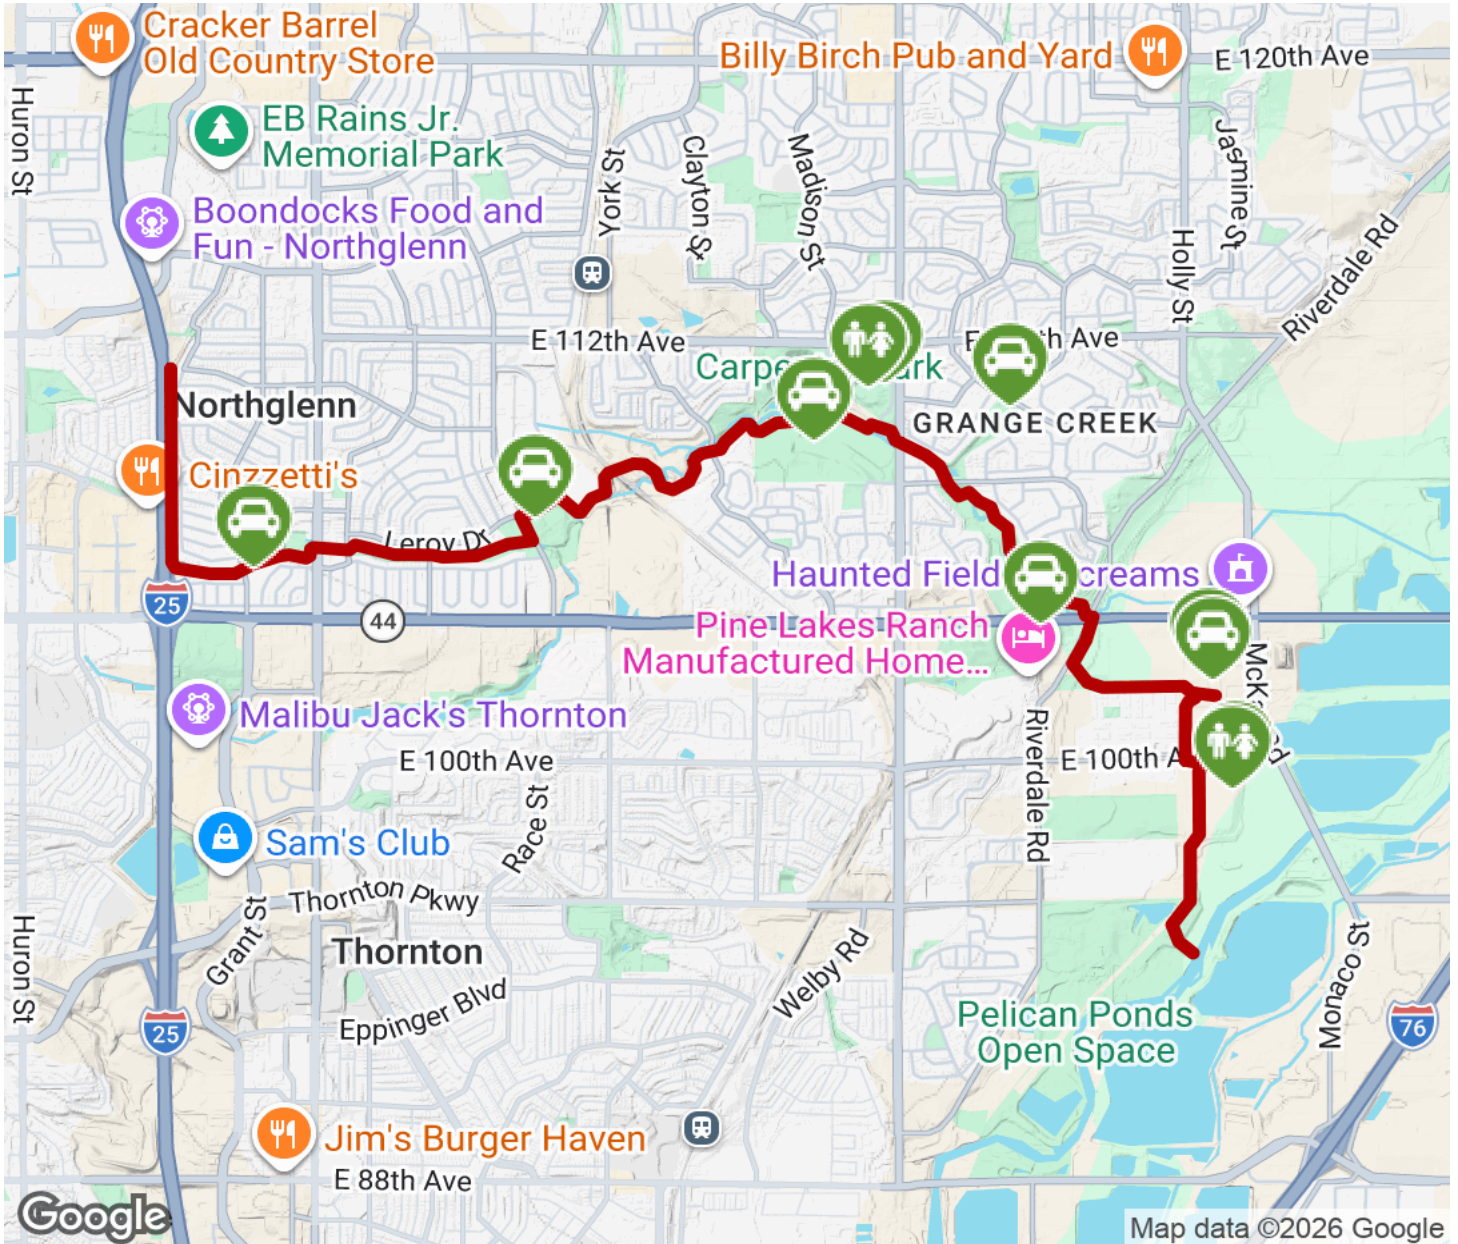 Cracker Barrel
Old Country Store
Billy Birch Pub and Yard
E 120th Ave
Huron St
EB Rains Jr.
Memorial Park
York St
Clayton St
Madison St
Jasmine St
Boondocks Food and
Fun - Northglenn
Holly St
Riverdale Rd
E 112th Ave
Northglenn
GRANGE CREEK
Cinzzetti's
Leroy Dr
Pine Lakes Ranch
Manufactured Home...
25
44
Malibu Jack's Thornton
E 100th Ave
Riverdale Rd
Race St
Sam's Club
Thornton Pkwy
Grant St
Huron St
Thornton
Welby Rd
Monaco St
Eppinger Blvd
Pelican Ponds
Open Space
25
76
Jim's Burger Haven
E 88th Ave
Google
Map data ©2026 Google